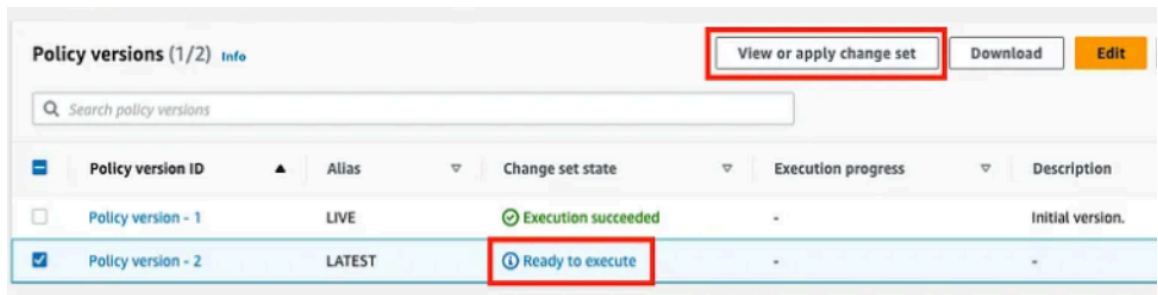 Policy versions (1/2) Info View or apply change set Download Edit
Search policy versions
Policy version ID Alias Change set state Execution progress Description
Policy version - 1 LIVE Execution succeeded - Initial version.
Policy version - 2 LATEST Ready to execute - -